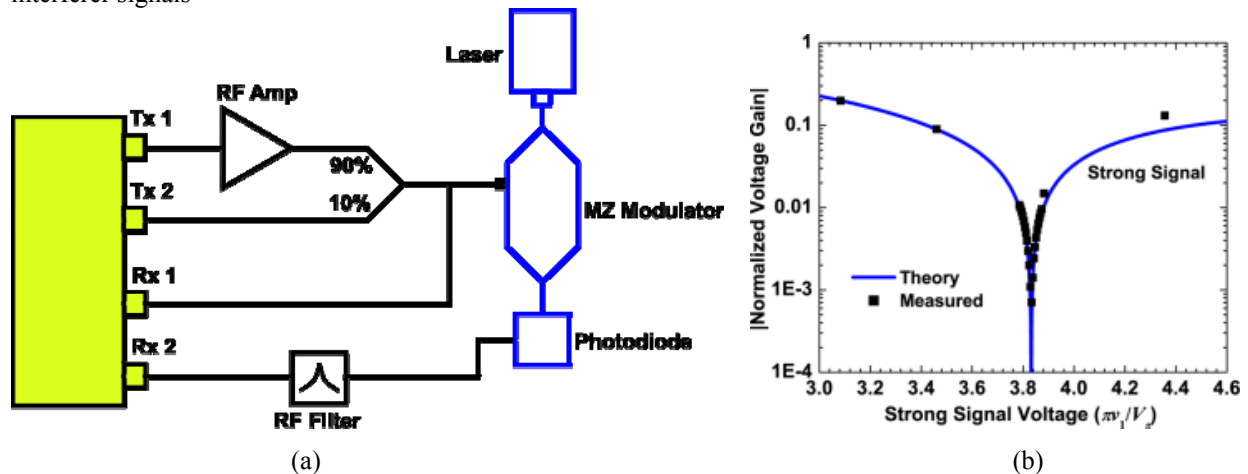 interferer signals
Laser
RF Amp
Tx 1
90%
Tx 2
10%
MZ Modulator
Rx 1
Rx 2
Photodiode
RF Filter
(a)
|Normalized Voltage Gain|
1
0.1
0.01
1E-3
1E-4
Strong Signal
Theory
Measured
3.0 3.2 3.4 3.6 3.8 4.0 4.2 4.4 4.6
Strong Signal Voltage (πv₁/Vπ)
(b)